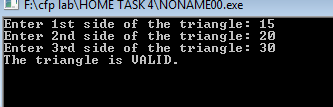 F:\cfp lab\HOME TASK 4\NONAME00.exe
Enter 1st side of the triangle: 15
Enter 2nd side of the triangle: 20
Enter 3rd side of the triangle: 30
The triangle is VALID.